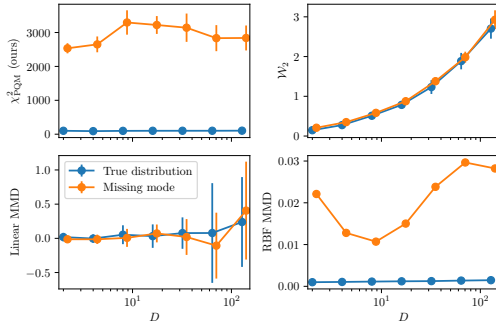 χ²PQM (ours)
3000
2000
1000
0
W₂
3
2
1
0
Linear MMD
1.0
0.5
0.0
−0.5
True distribution
Missing mode
10¹
10²
D
RBF MMD
0.03
0.02
0.01
0.00
10¹
10²
D